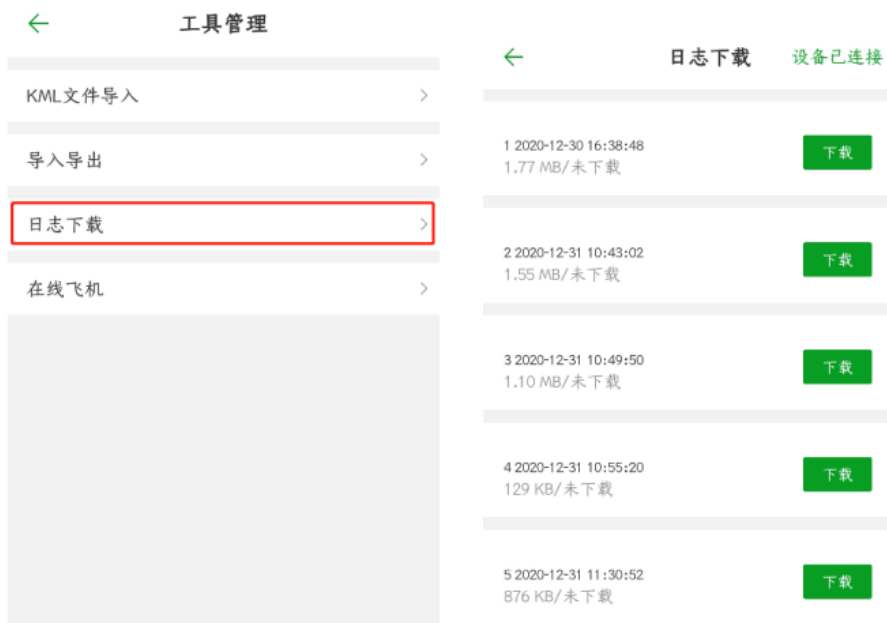 工具管理
KML文件导入
导入导出
日志下载
在线飞机
日志下载 设备已连接
1 2020-12-30 16:38:48
1.77 MB/未下载
下载
2 2020-12-31 10:43:02
1.55 MB/未下载
下载
3 2020-12-31 10:49:50
1.10 MB/未下载
下载
4 2020-12-31 10:55:20
129 KB/未下载
下载
5 2020-12-31 11:30:52
876 KB/未下载
下载